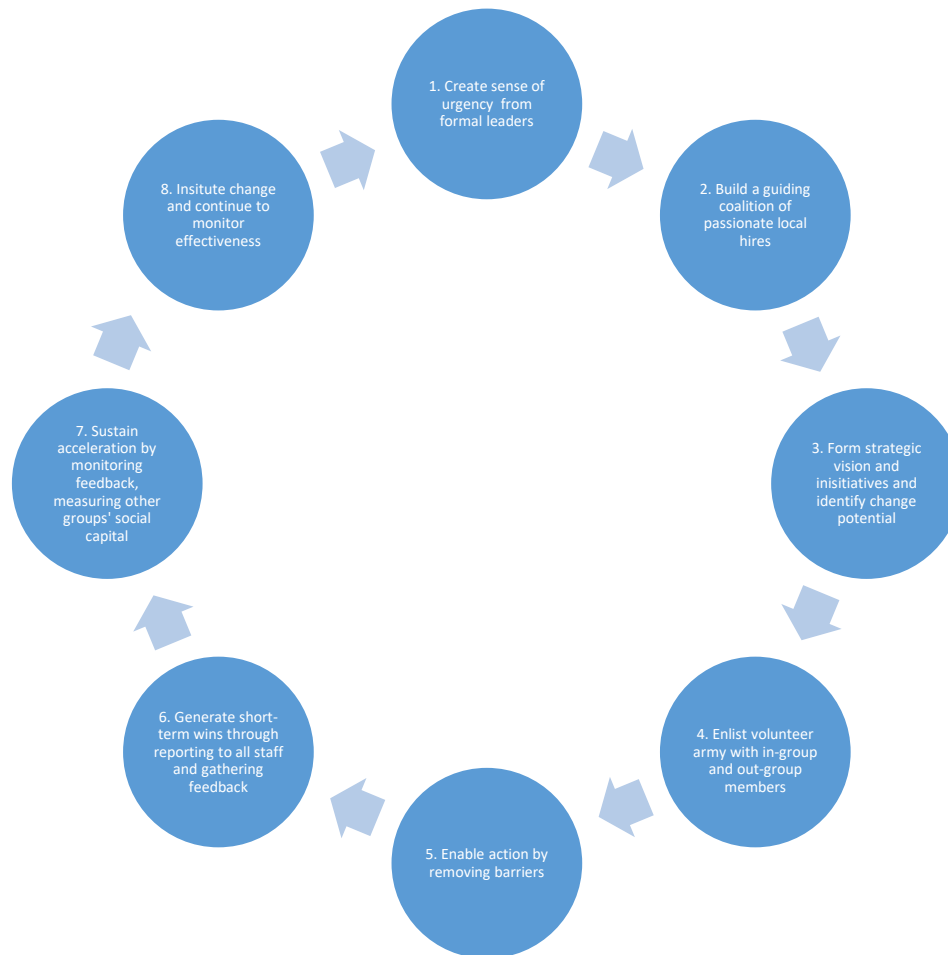 1. Create sense of
urgency from
formal leaders
2. Build a guiding
coalition of
passionate local
hires
3. Form strategic
vision and
inisitiatives and
identify change
potential
4. Enlist volunteer
army with in-group
and out-group
members
5. Enable action by
removing barriers
6. Generate short-
term wins through
reporting to all staff
and gathering
feedback
7. Sustain
acceleration by
monitoring
feedback,
measuring other
groups' social
capital
8. Insitute change
and continue to
monitor
effectiveness